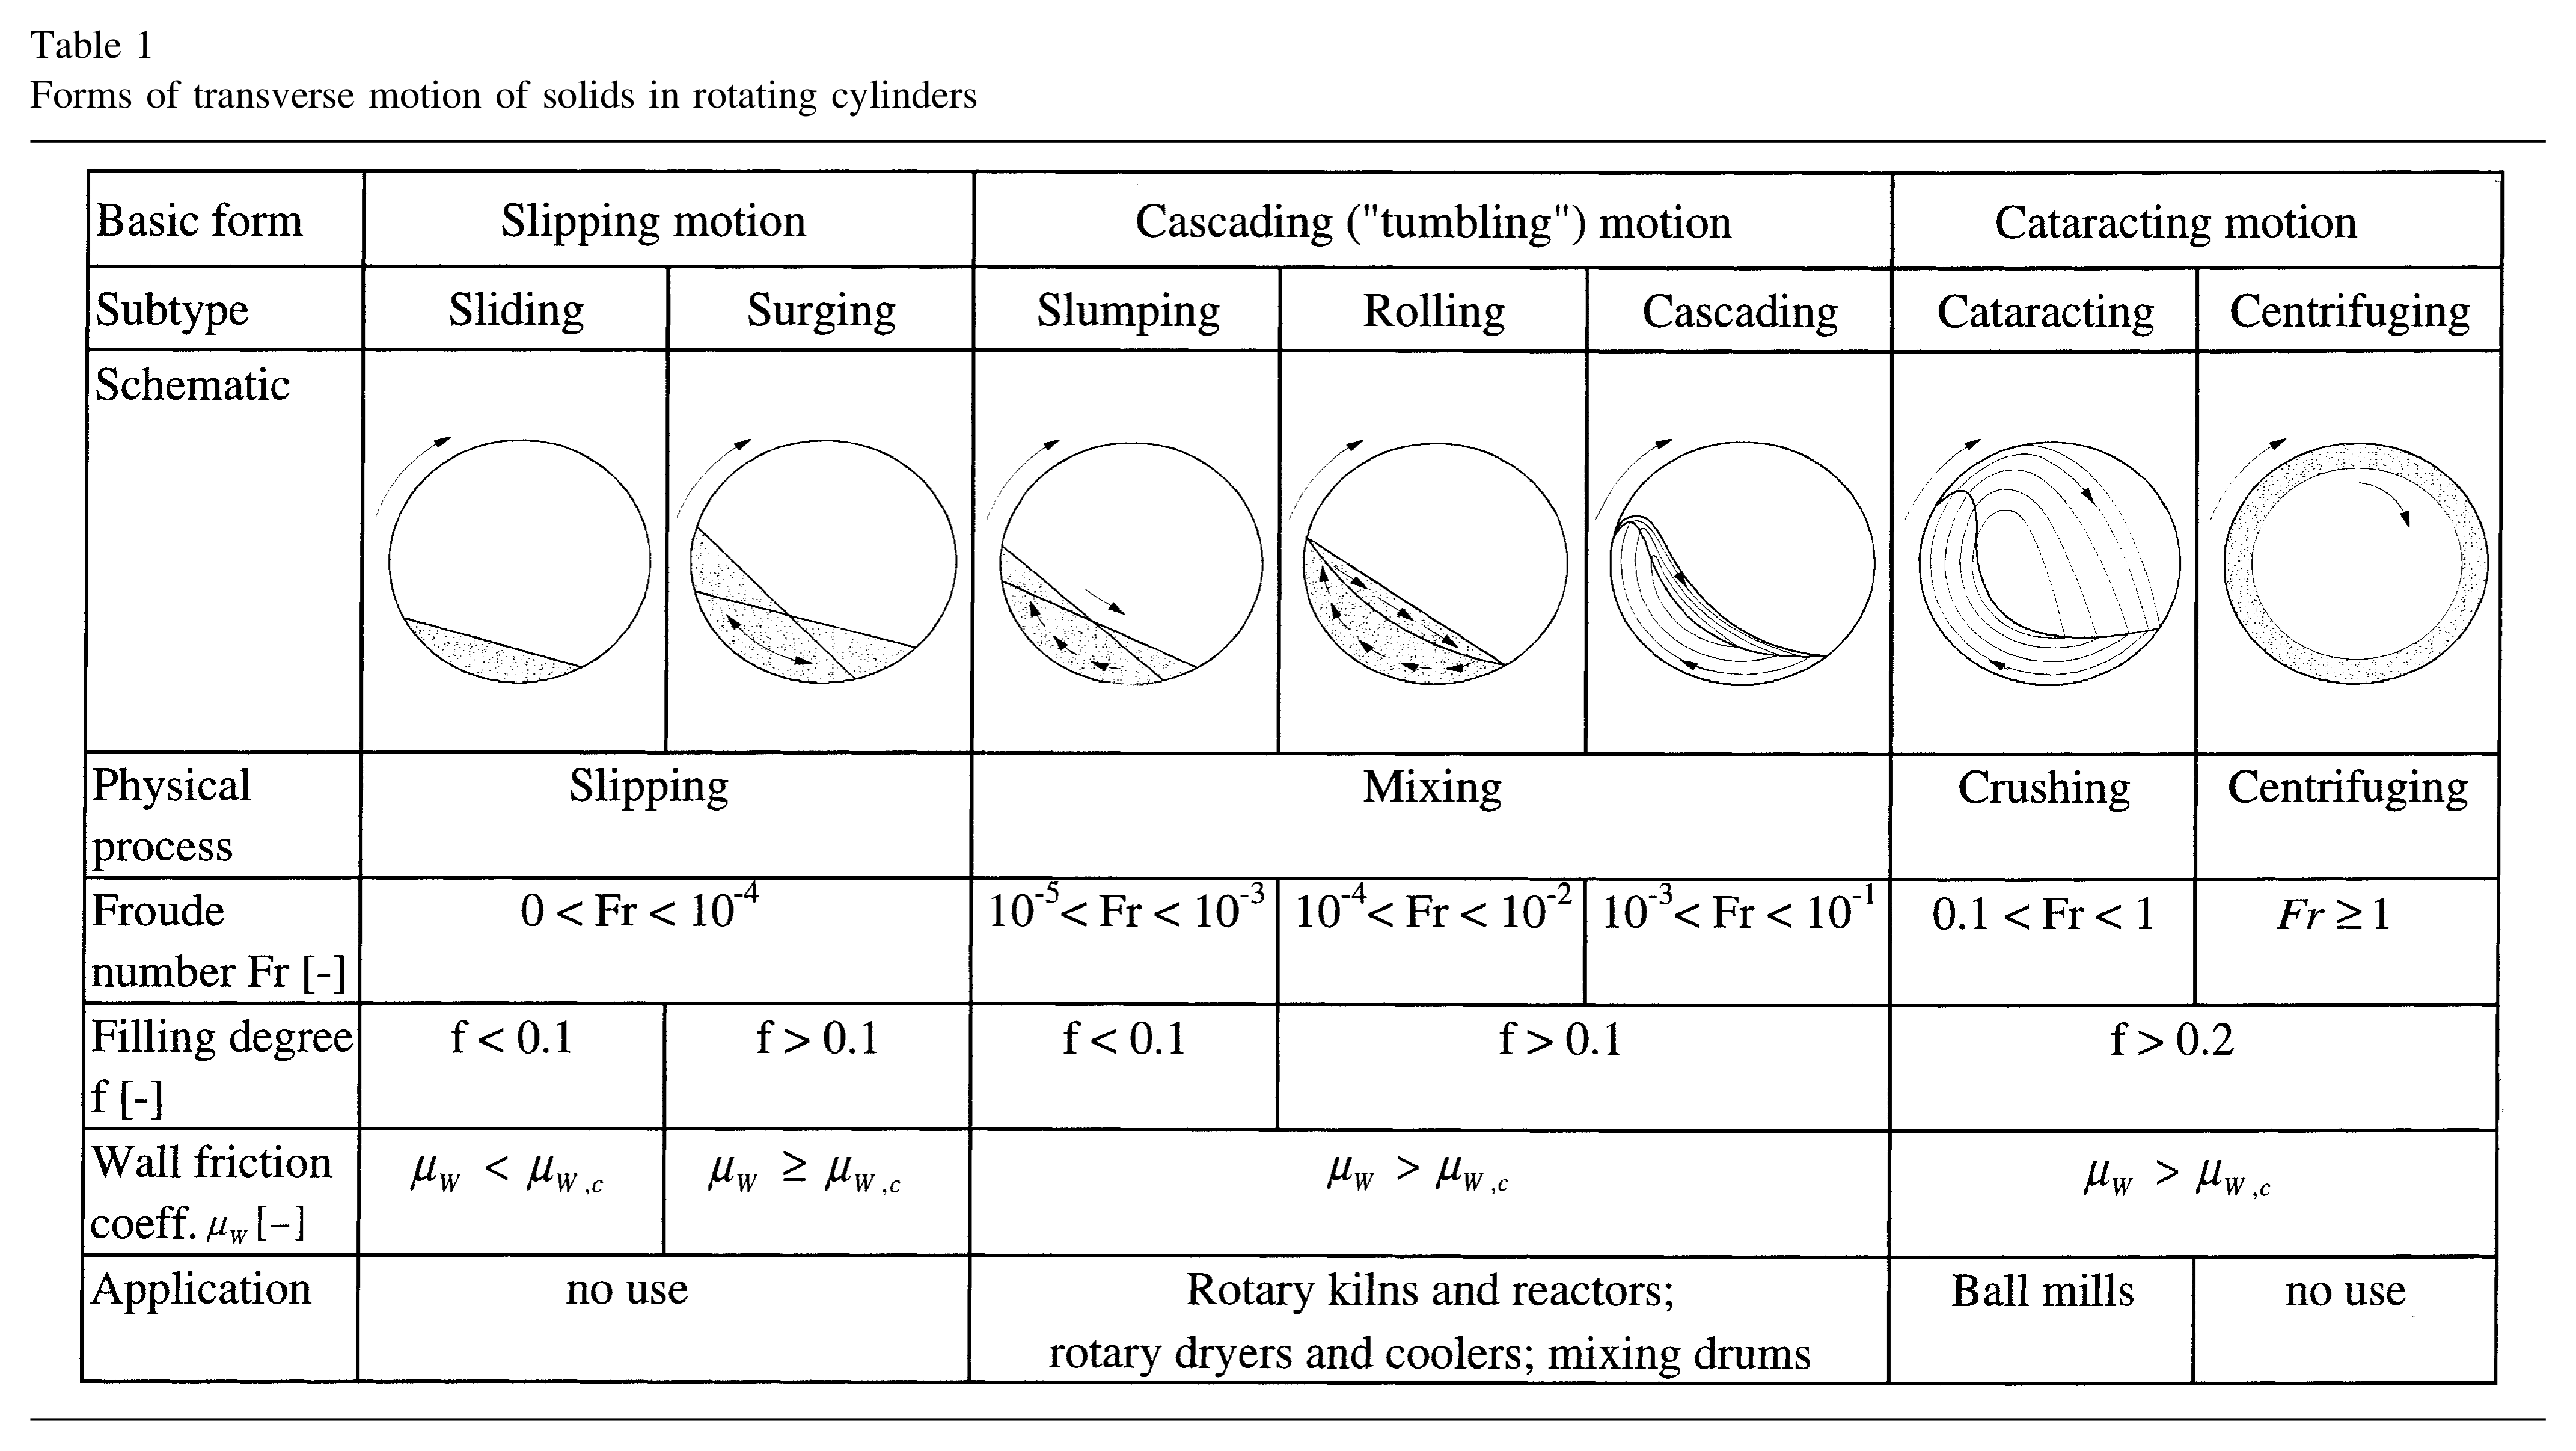 Table 1
Forms of transverse motion of solids in rotating cylinders
Basic form Slipping motion Cascading ("tumbling") motion Cataracting motion
Subtype Sliding Surging Slumping Rolling Cascading Cataracting Centrifuging
Schematic
Physical process Slipping Mixing Crushing Centrifuging
Froude number Fr [-] 0 < Fr < 10⁻⁴ 10⁻⁵< Fr < 10⁻³ 10⁻⁴< Fr < 10⁻² 10⁻³< Fr < 10⁻¹ 0.1 < Fr < 1 Fr ≥ 1
Filling degree f [-] f < 0.1 f > 0.1 f < 0.1 f > 0.1 f > 0.2
Wall friction coeff. μw [-] μW < μW,c μW ≥ μW,c μW > μW,c μW > μW,c
Application no use Rotary kilns and reactors; rotary dryers and coolers; mixing drums Ball mills no use